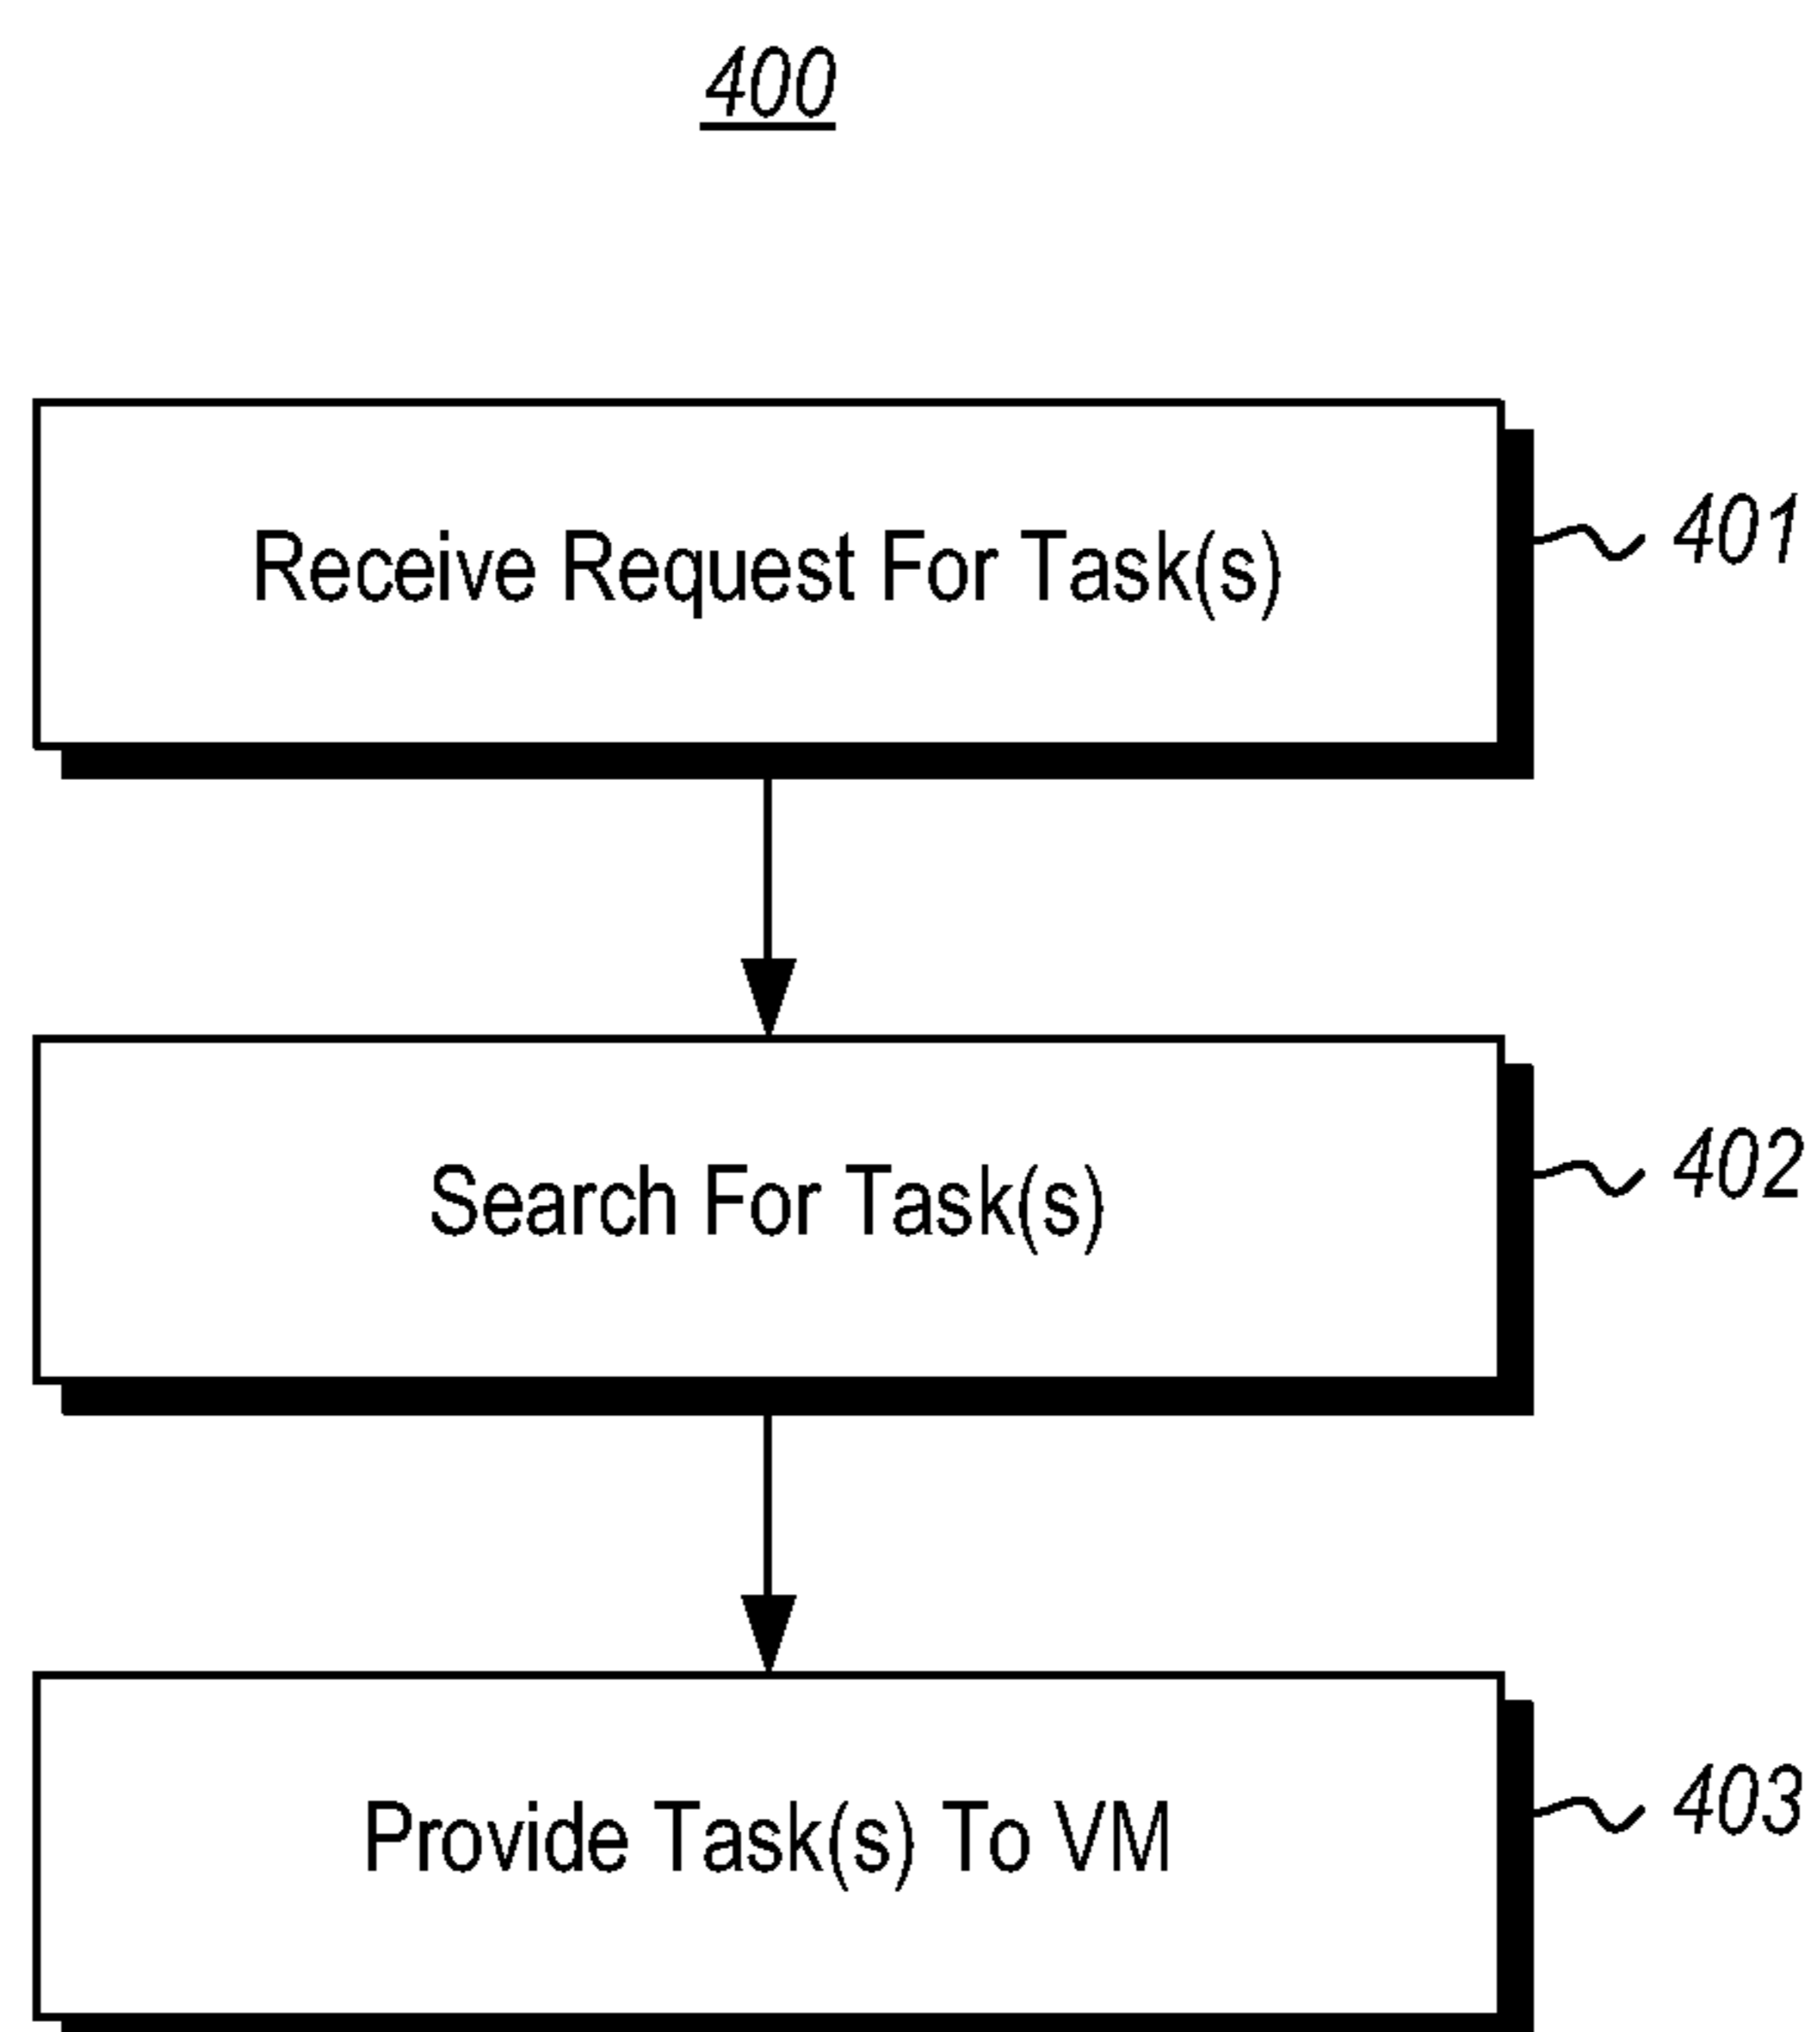 400
Receive Request For Task(s)
401
Search For Task(s)
402
Provide Task(s) To VM
403